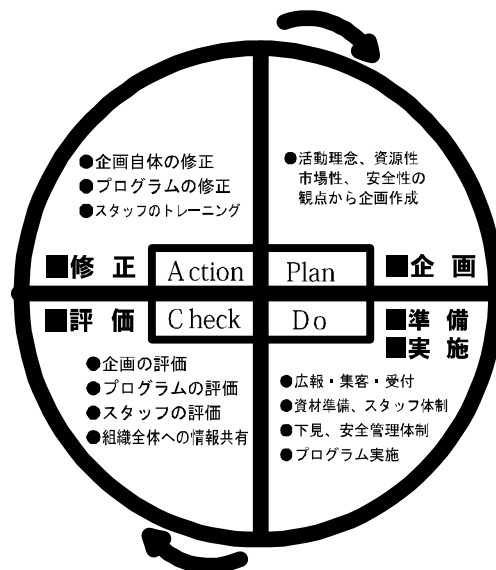 ●企画自体の修正
●プログラムの修正
●スタッフのトレーニング
●活動理念、資源性
市場性、安全性の
観点から企画作成
■修 正
Action
Plan
■企 画
■評 価
Check
Do
■準 備
■実 施
●企画の評価
●プログラムの評価
●スタッフの評価
●組織全体への情報共有
●広報・集客・受付
●資材準備、スタッフ体制
●下見、安全管理体制
●プログラム実施